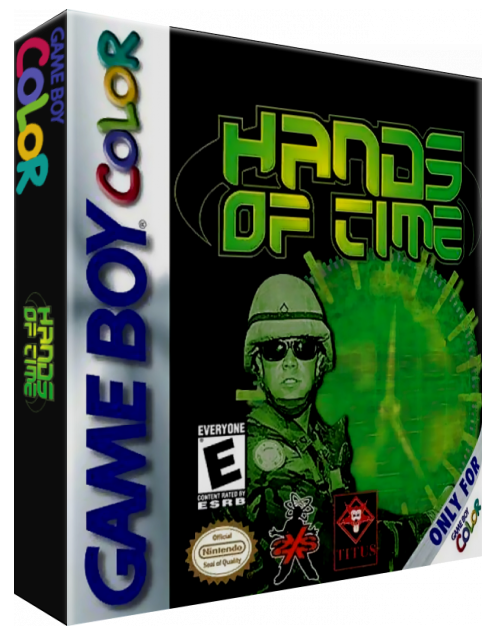 GAME BOY
COLOR
HANDS
OF TIME
GAME BOY COLOR
HANDS
OF TIME
EVERYONE
E
CONTENT RATED BY
ESRB
Official
Nintendo
Seal of Quality
2XS
TITUS
ONLY FOR
GAME BOY
COLOR